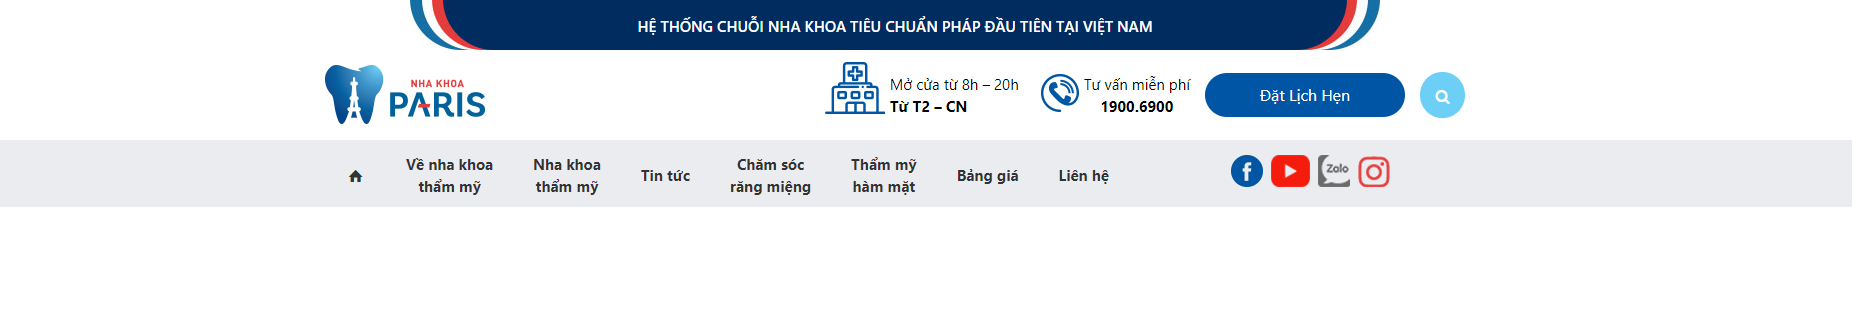 HỆ THỐNG CHUỖI NHA KHOA TIÊU CHUẨN PHÁP ĐẦU TIÊN TẠI VIỆT NAM
NHA KHOA
PARIS
Mở cửa từ 8h – 20h
Từ T2 – CN
Tư vấn miễn phí
1900.6900
Đặt Lịch Hẹn
Về nha khoa
thẩm mỹ
Nha khoa
thẩm mỹ
Tin tức
Chăm sóc
răng miệng
Thẩm mỹ
hàm mặt
Bảng giá
Liên hệ
Zalo